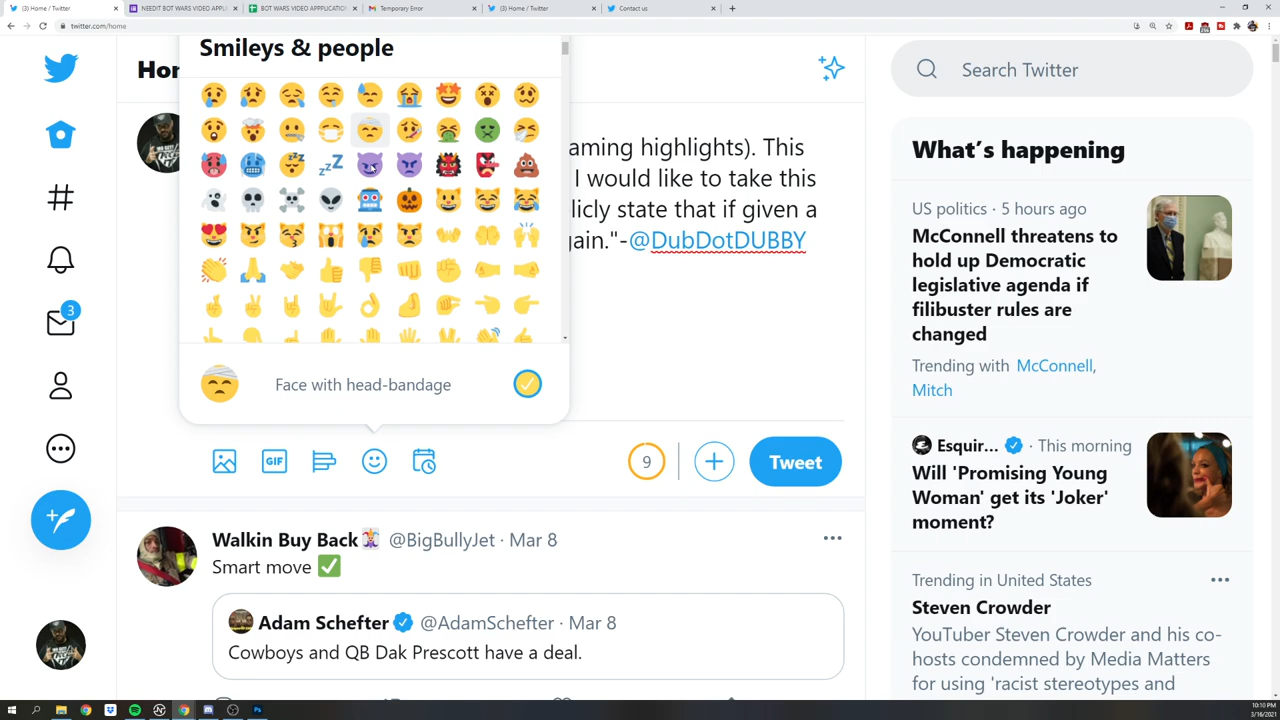 (3) Home / Twitter
NEEDIT BOT WARS VIDEO APPL
BOT WARS VIDEO APPPLICATION
Temporary Error
(3) Home / Twitter
Contact us
twitter.com/home
Smileys & people
Hor
Search Twitter
aming highlights). This
I would like to take this
licly state that if given a
gain."-@DubDotDUBBY
What's happening
US politics · 5 hours ago
McConnell threatens to
hold up Democratic
legislative agenda if
filibuster rules are
changed
Trending with McConnell,
Mitch
3
Face with head-bandage
GIF
9
Tweet
Esquir... · This morning
Will 'Promising Young
Woman' get its 'Joker'
moment?
Walkin Buy Back🃏 @BigBullyJet · Mar 8
Smart move ✅
Adam Schefter @AdamSchefter · Mar 8
Cowboys and QB Dak Prescott have a deal.
Trending in United States
Steven Crowder
YouTuber Steven Crowder and his co-
hosts condemned by Media Matters
for using 'racist stereotypes and
10:10 PM
3/16/2021